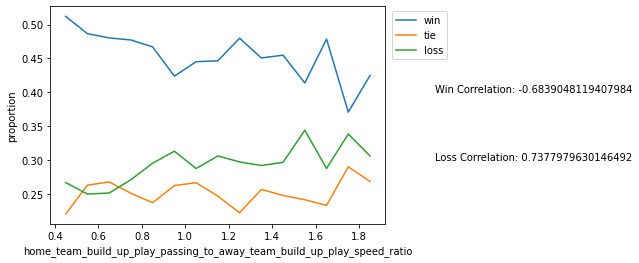 0.50
0.45
0.40
0.35
0.30
0.25
proportion
0.4 0.6 0.8 1.0 1.2 1.4 1.6 1.8
home_team_build_up_play_passing_to_away_team_build_up_play_speed_ratio
win
tie
loss
Win Correlation: -0.6839048119407984
Loss Correlation: 0.7377979630146492